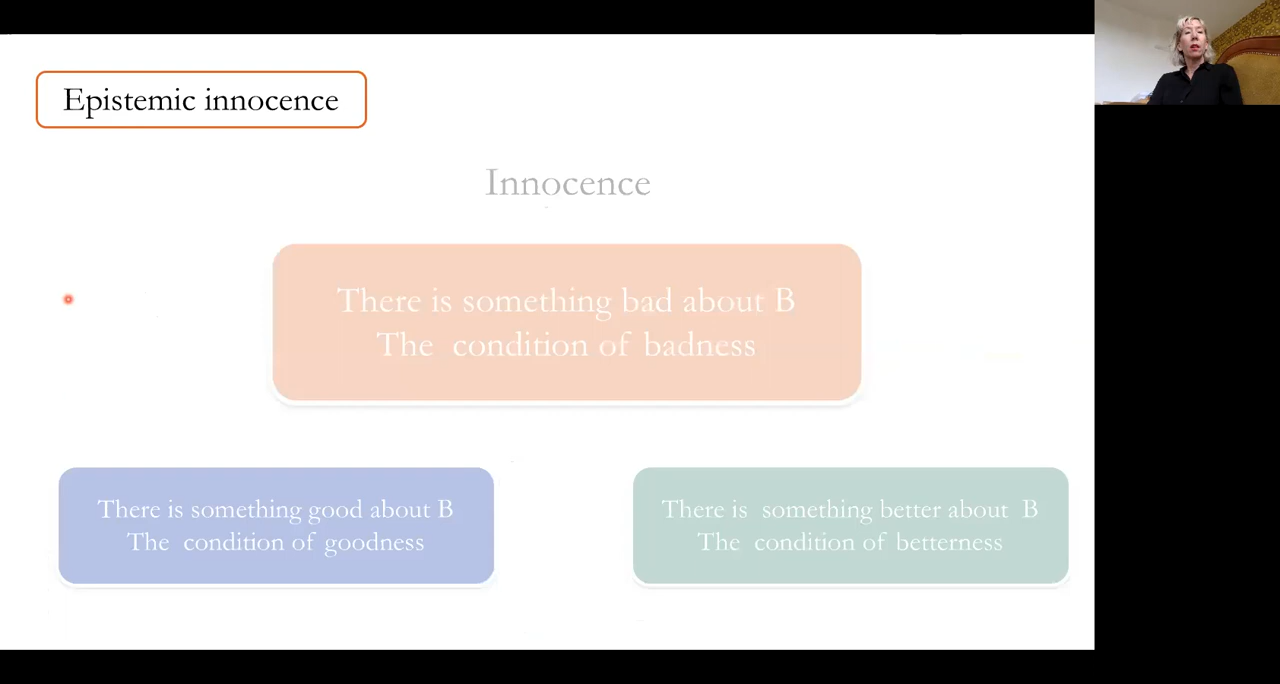 Epistemic innocence
Innocence
There is something bad about B
The condition of badness
There is something good about B
The condition of goodness
There is something better about B
The condition of betterness